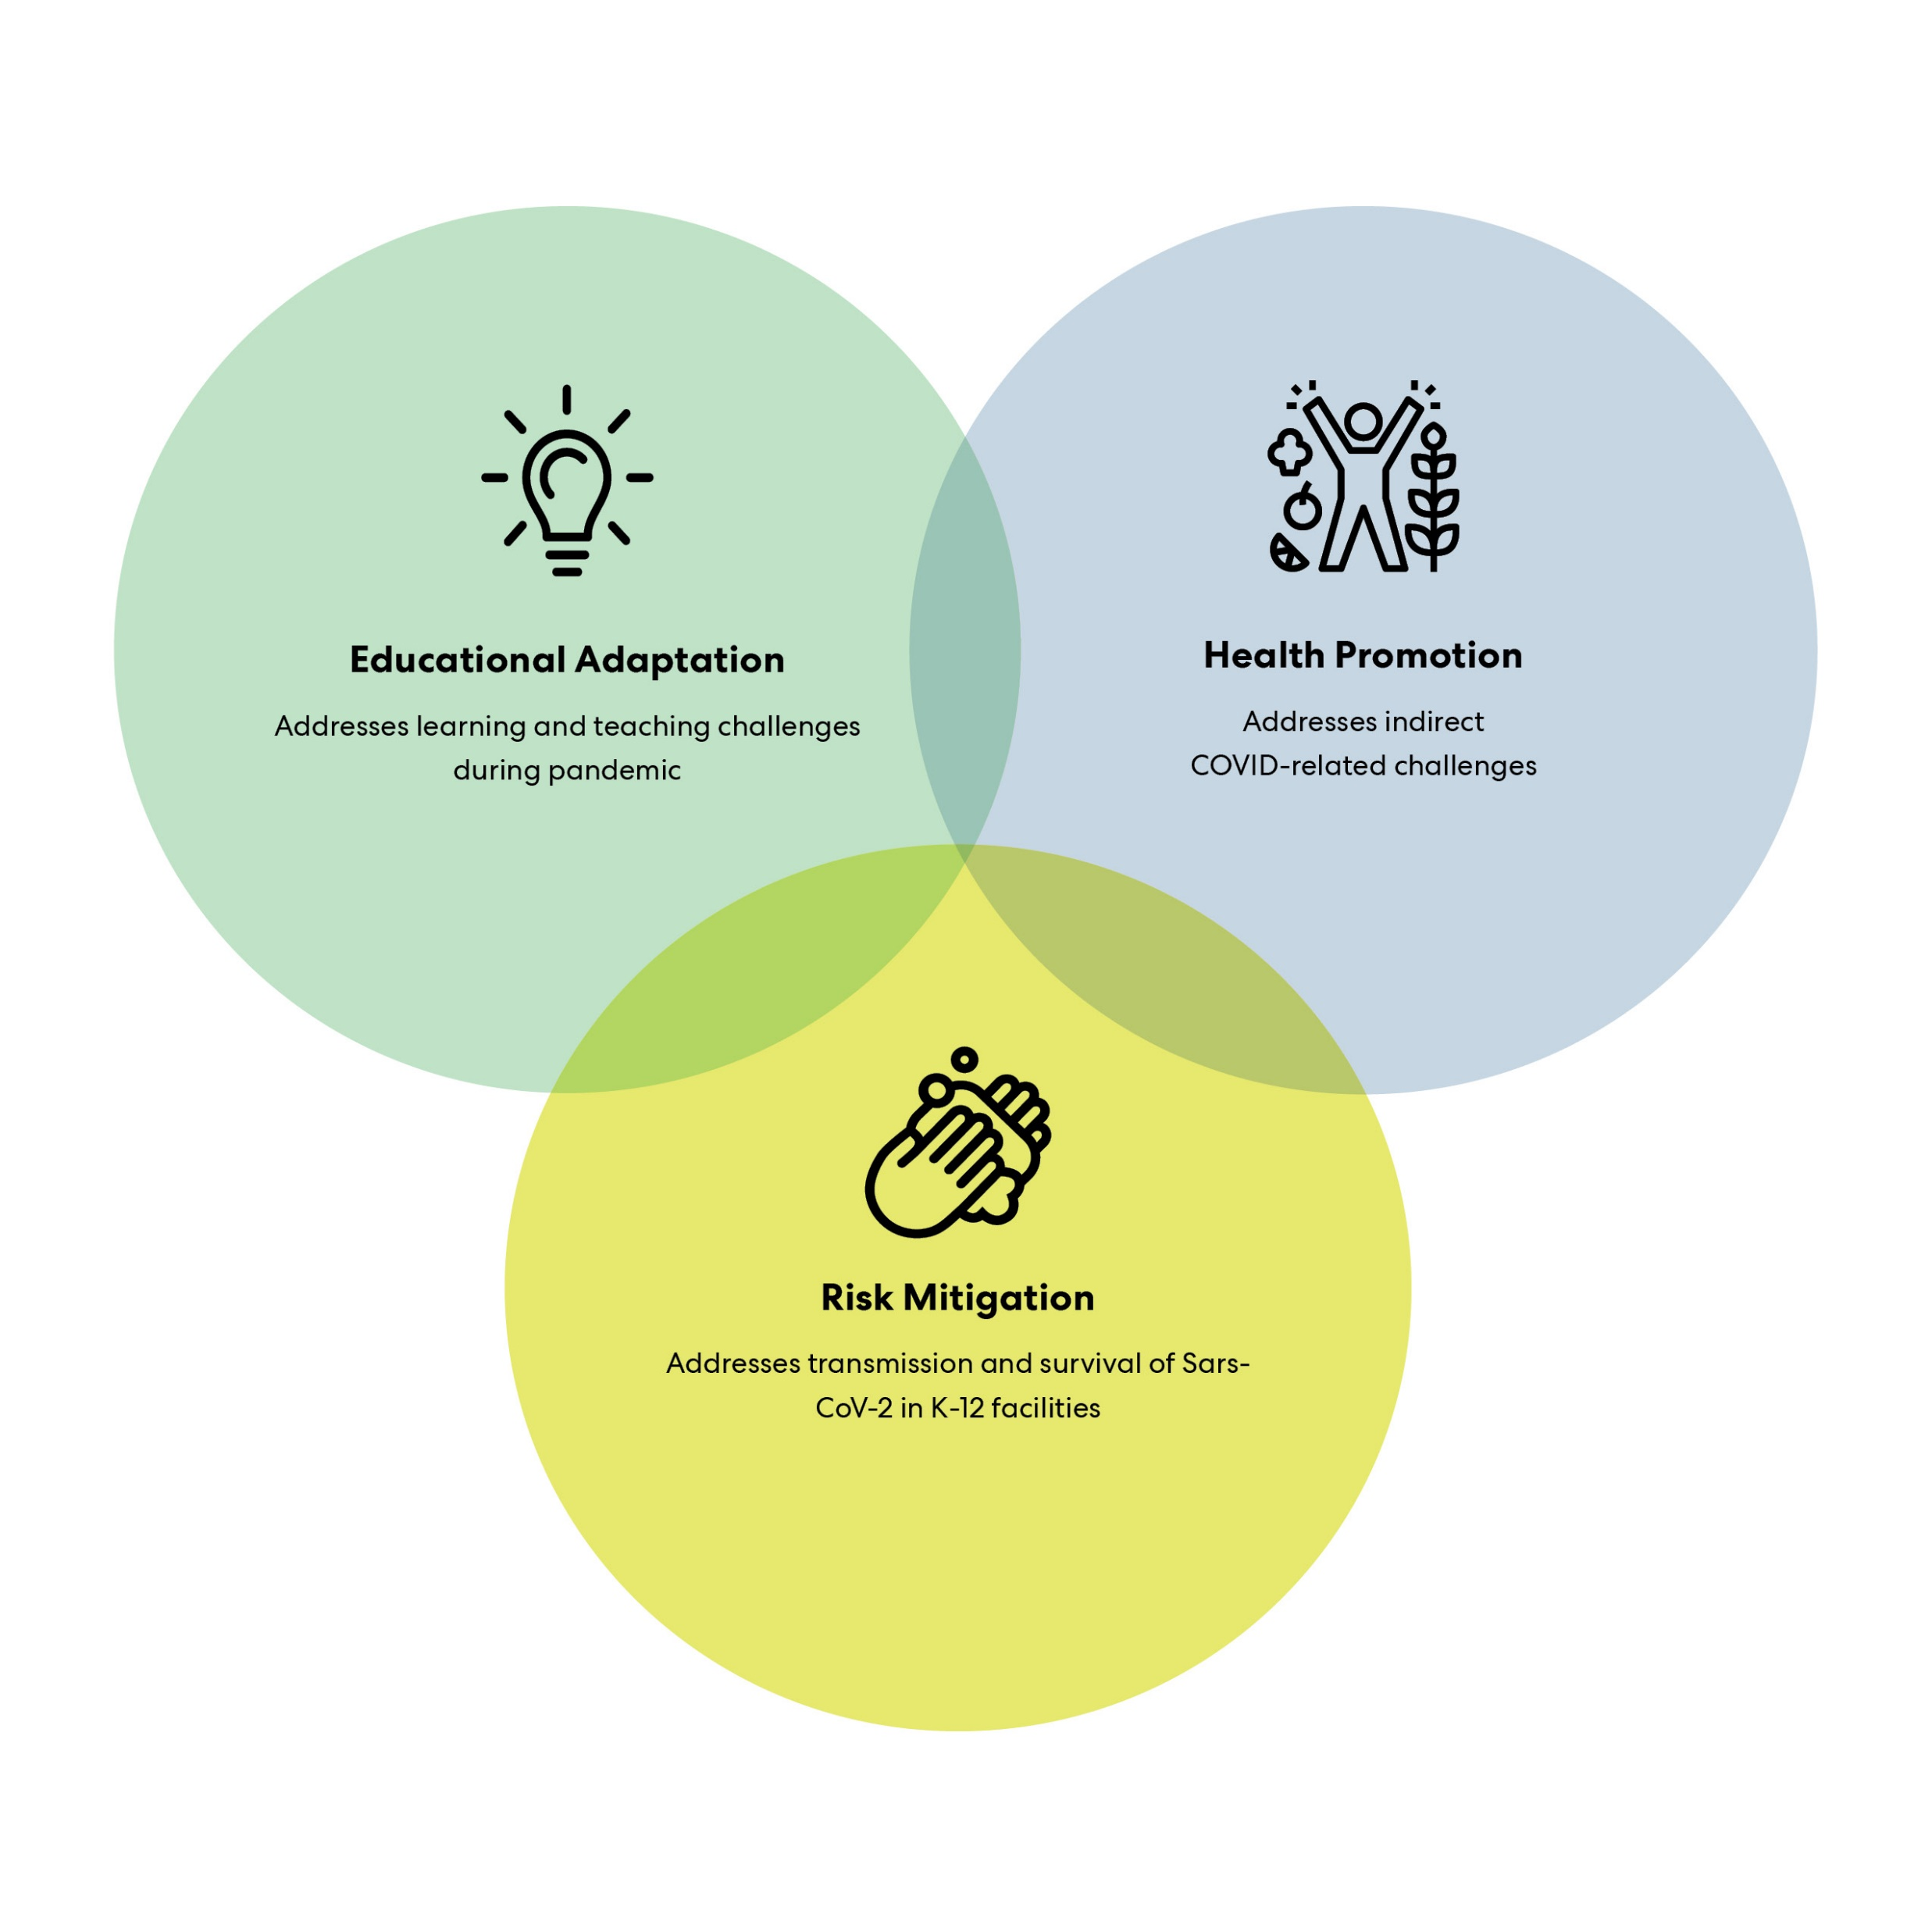 Educational Adaptation
Addresses learning and teaching challenges
during pandemic
Health Promotion
Addresses indirect
COVID-related challenges
Risk Mitigation
Addresses transmission and survival of Sars-
CoV-2 in K-12 facilities